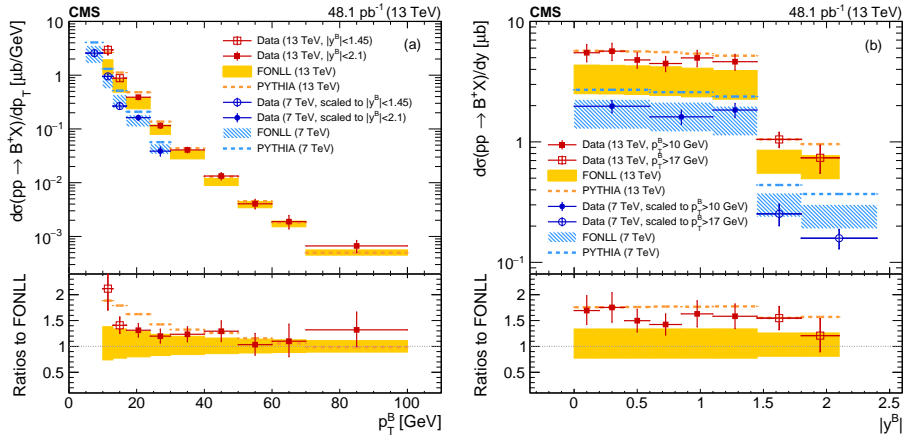 CMS 48.1 pb⁻¹ (13 TeV)
(a)
dσ(pp → B⁺X)/dp_T [μb/GeV]
10
1
10⁻¹
10⁻²
10⁻³
Data (13 TeV, |y^B|<1.45)
Data (13 TeV, |y^B|<2.1)
FONLL (13 TeV)
PYTHIA (13 TeV)
Data (7 TeV, scaled to |y^B|<1.45)
Data (7 TeV, scaled to |y^B|<2.1)
FONLL (7 TeV)
PYTHIA (7 TeV)
Ratios to FONLL
2
1.5
1
0.5
0 20 40 60 80 100
p_T^B [GeV]
CMS 48.1 pb⁻¹ (13 TeV)
(b)
dσ(pp → B⁺X)/dy [μb]
10
1
10⁻¹
Data (13 TeV, p_T^B>10 GeV)
Data (13 TeV, p_T^B>17 GeV)
FONLL (13 TeV)
PYTHIA (13 TeV)
Data (7 TeV, scaled to p_T^B>10 GeV)
Data (7 TeV, scaled to p_T^B>17 GeV)
FONLL (7 TeV)
PYTHIA (7 TeV)
Ratios to FONLL
2
1.5
1
0.5
0.0 0.5 1.0 1.5 2.0 2.5
|y^B|